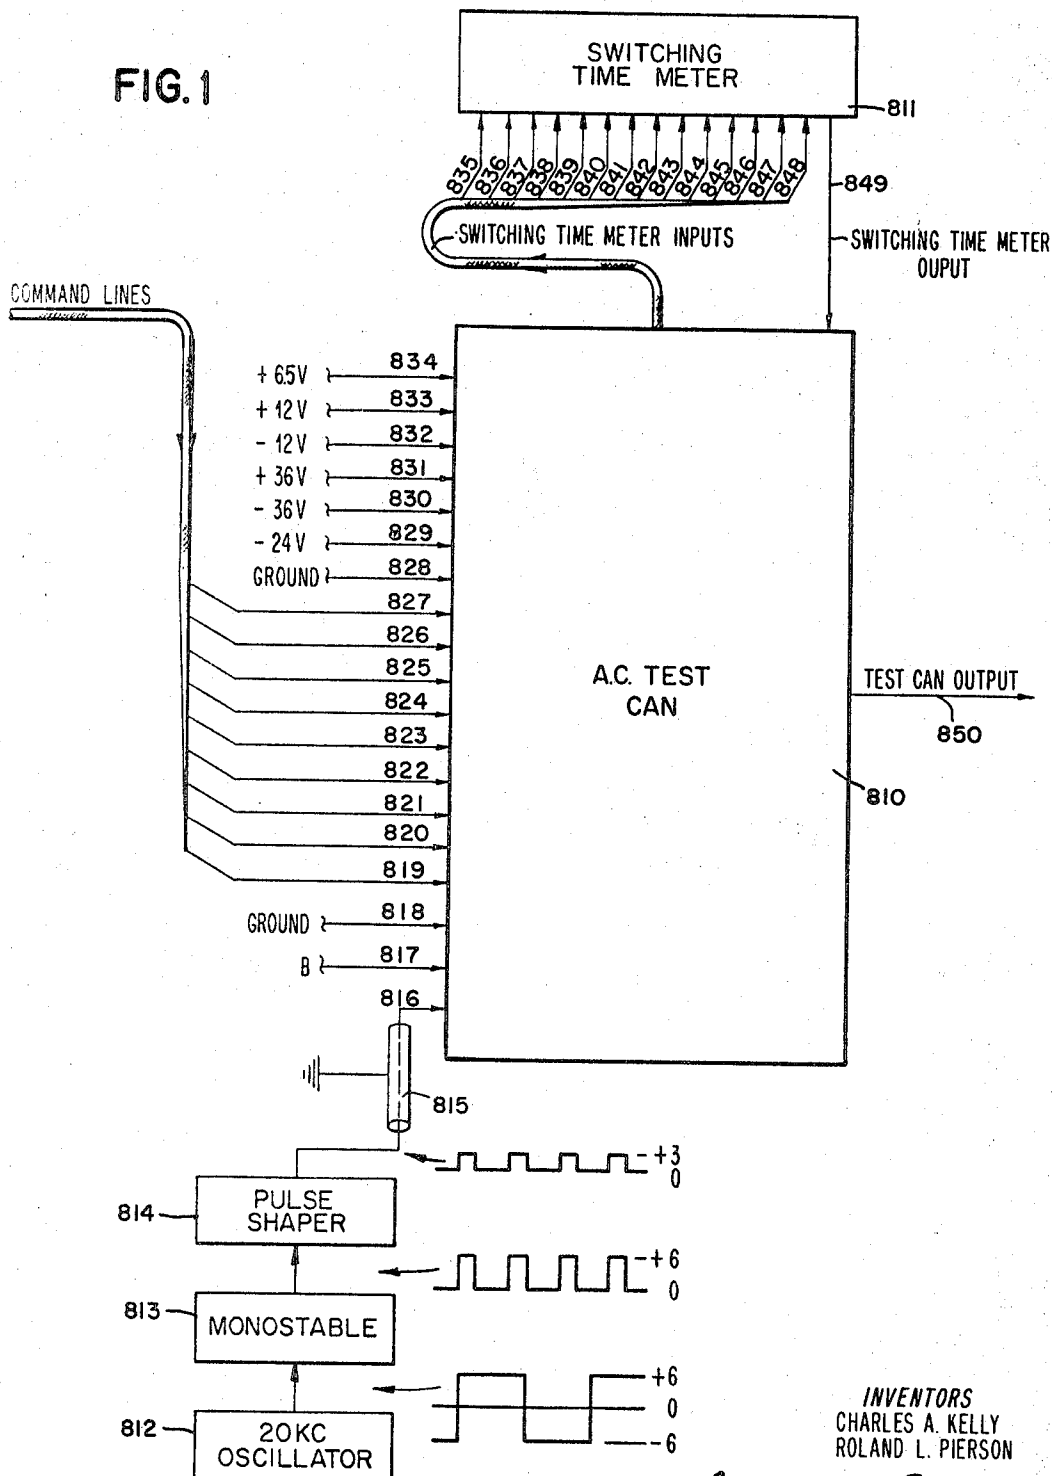 FIG. 1
SWITCHING
TIME METER
811
835
836
837
838
839
840
841
842
843
844
845
846
847
848
849
SWITCHING TIME METER INPUTS
SWITCHING TIME METER
OUPUT
COMMAND LINES
+ 6.5V 834
+ 12V 833
- 12V 832
+ 36V 831
- 36V 830
- 24V 829
GROUND 828
827
826
825
824
823
822
821
820
819
GROUND 818
B 817
816
A.C. TEST
CAN
TEST CAN OUTPUT
850
810
815
+3
0
PULSE
SHAPER
814
+6
0
813
MONOSTABLE
+6
0
-6
812
20KC
OSCILLATOR
INVENTORS
CHARLES A. KELLY
ROLAND L. PIERSON